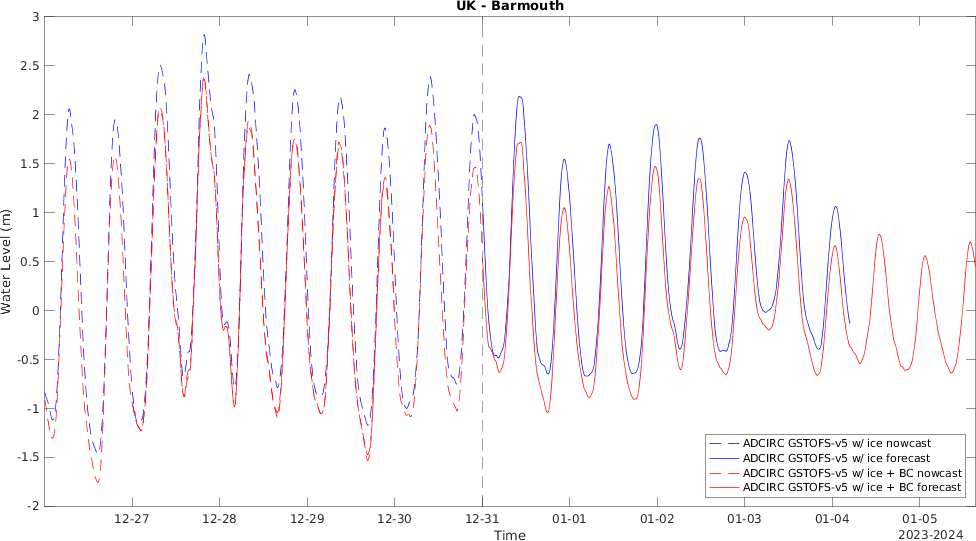 UK - Barmouth
3
2.5
2
1.5
1
0.5
0
-0.5
-1
-1.5
-2
Water Level (m)
12-27 12-28 12-29 12-30 12-31 01-01 01-02 01-03 01-04 01-05
Time
2023-2024
ADCIRC GSTOFS-v5 w/ ice nowcast
ADCIRC GSTOFS-v5 w/ ice forecast
ADCIRC GSTOFS-v5 w/ ice + BC nowcast
ADCIRC GSTOFS-v5 w/ ice + BC forecast